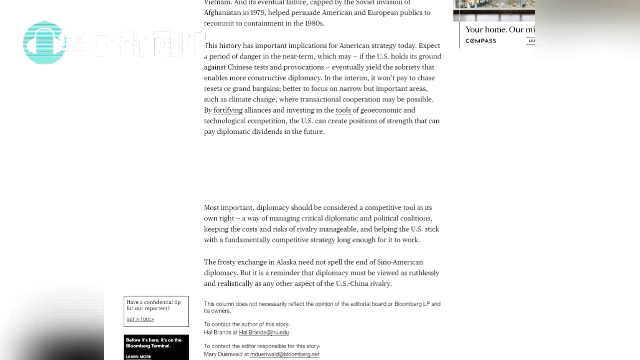 Vietnam. And its eventual failure, capped by the Soviet invasion of
Afghanistan in 1979, helped persuade American and European publics to
recommit to containment in the 1980s.
This history has important implications for American strategy today. Expect
a period of danger in the near-term, which may — if the U.S. holds its ground
against Chinese tests and provocations — eventually yield the sobriety that
enables more constructive diplomacy. In the interim, it won't pay to chase
resets or grand bargains; better to focus on narrow but important areas,
such as climate change, where transactional cooperation may be possible.
By fortifying alliances and investing in the tools of geoeconomic and
technological competition, the U.S. can create positions of strength that can
pay diplomatic dividends in the future.
Most important, diplomacy should be considered a competitive tool in its
own right — a way of managing critical diplomatic and political coalitions,
keeping the costs and risks of rivalry manageable, and helping the U.S. stick
with a fundamentally competitive strategy long enough for it to work.
The frosty exchange in Alaska need not spell the end of Sino-American
diplomacy. But it is a reminder that diplomacy must be viewed as ruthlessly
and realistically as any other aspect of the U.S.-China rivalry.
This column does not necessarily reflect the opinion of the editorial board or Bloomberg LP and
its owners.
To contact the author of this story:
Hal Brands at Hal.Brands@jhu.edu
To contact the editor responsible for this story:
Mary Duenwald at mduenwald@bloomberg.net
Have a confidential tip
for our reporters?
GET IN TOUCH
Before it's here, it's on the
Bloomberg Terminal.
LEARN MORE
Your home. Our mi
COMPASS